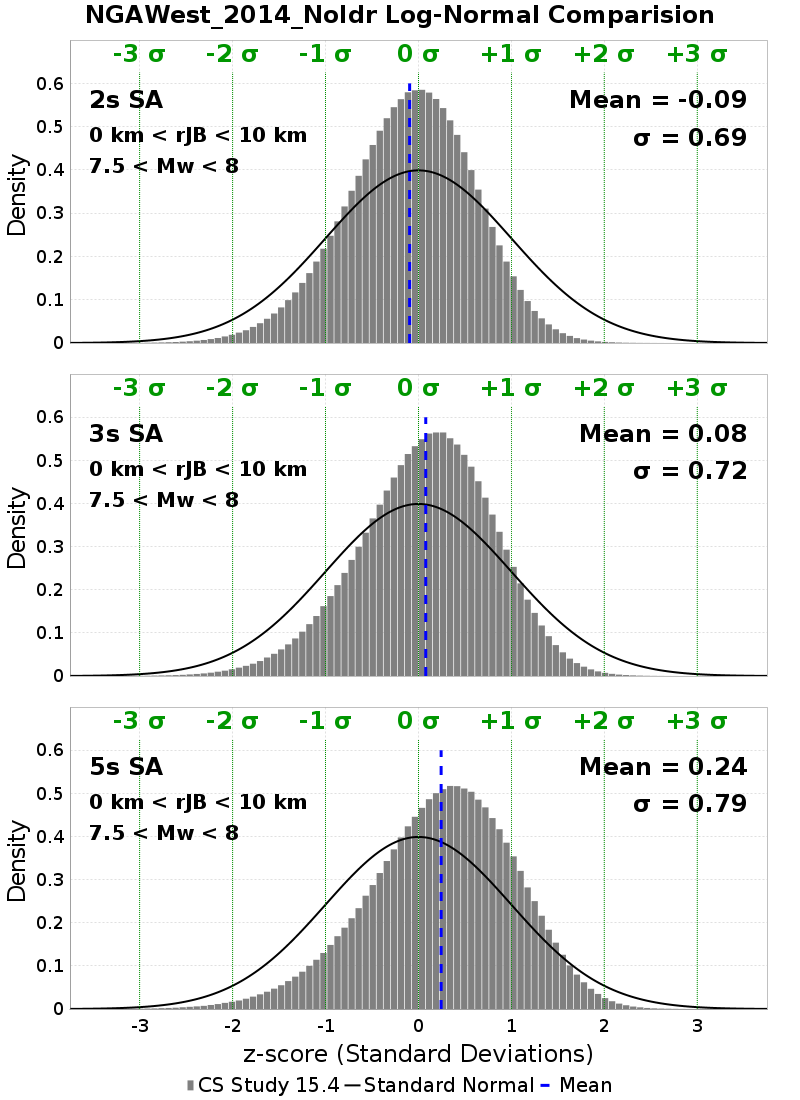 NGAWest_2014_NoIdr Log-Normal Comparision
-3 σ -2 σ -1 σ 0 σ +1 σ +2 σ +3 σ
0.6
2s SA Mean = -0.09
0.5
0 km < rJB < 10 km σ = 0.69
7.5 < Mw < 8
0.4
0.3
0.2
0.1
0
Density
-3 σ -2 σ -1 σ 0 σ +1 σ +2 σ +3 σ
0.6
3s SA Mean = 0.08
0.5
0 km < rJB < 10 km σ = 0.72
7.5 < Mw < 8
0.4
0.3
0.2
0.1
0
Density
-3 σ -2 σ -1 σ 0 σ +1 σ +2 σ +3 σ
0.6
5s SA Mean = 0.24
0.5
0 km < rJB < 10 km σ = 0.79
7.5 < Mw < 8
0.4
0.3
0.2
0.1
0
Density
-3 -2 -1 0 1 2 3
z-score (Standard Deviations)
CS Study 15.4 Standard Normal Mean